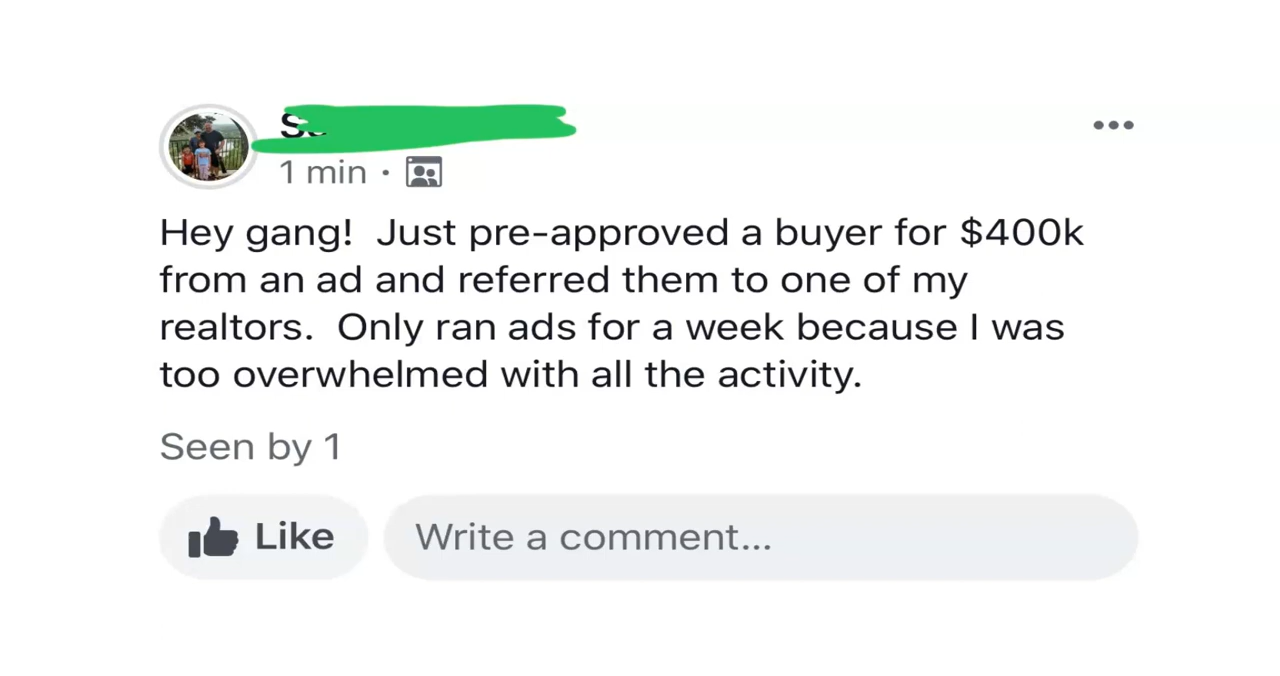 1 min
Hey gang!  Just pre-approved a buyer for $400k
from an ad and referred them to one of my
realtors.  Only ran ads for a week because I was
too overwhelmed with all the activity.
Seen by 1
Like
Write a comment...